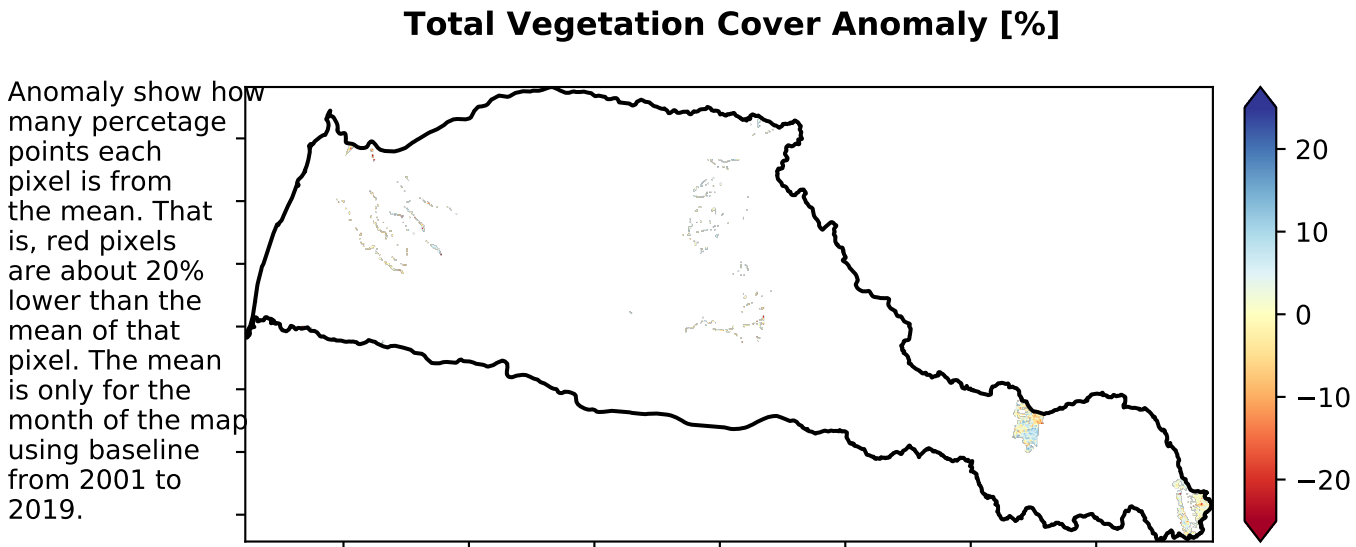 Total Vegetation Cover Anomaly [%]
Anomaly show how
many percetage
points each
pixel is from
the mean. That
is, red pixels
are about 20%
lower than the
mean of that
pixel. The mean
is only for the
month of the map
using baseline
from 2001 to
2019.
20
10
0
−10
−20